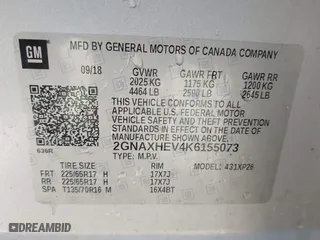 GM
MFD BY GENERAL MOTORS OF CANADA COMPANY
09/18 GVWR GAWR FRT GAWR RR
2025 KG 1175 KG 1200 KG
4464 LB 2590 LB 2645 LB
THIS VEHICLE CONFORMS TO ALL APPLICABLE
U.S. FEDERAL MOTOR VEHICLE SAFETY AND THEFT
PREVENTION STANDARDS IN EFFECT ON THE DATE OF
MANUFACTURE SHOWN ABOVE.
2GNAXHEV4K6155073
TYPE: M.P.V. 431XP26
TIRE SIZE RIM
FRT 225/65R17 H 17X7J
RR 225/65R17 H 17X7J
SPA T135/70R16 M 16X4BT